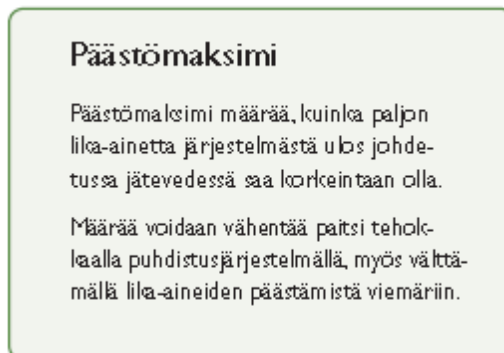 Päästömaksimi
Päästömaksimi määrää, kuinka paljon
lika-ainetta järjestelmästä ulos johde-
tussa jätevedessä saa korkeintaan olla.
Määrää voidaan vähentää paitsi tehok-
kaalla puhdistusjärjestelmällä, myös välttä-
mällä lika-aineiden päästämistä viemäriin.